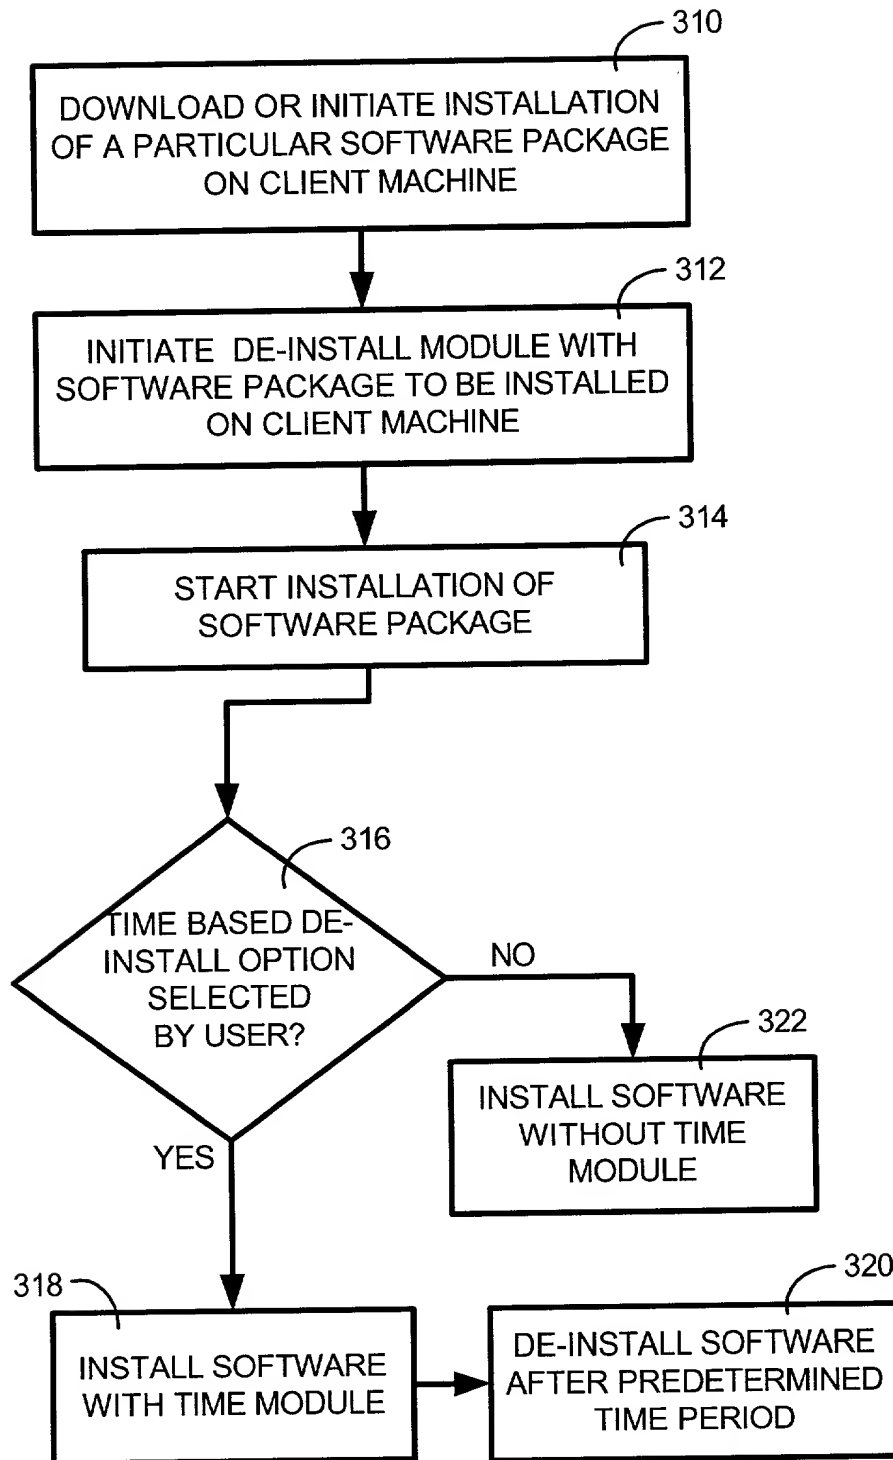 310
DOWNLOAD OR INITIATE INSTALLATION
OF A PARTICULAR SOFTWARE PACKAGE
ON CLIENT MACHINE
312
INITIATE DE-INSTALL MODULE WITH
SOFTWARE PACKAGE TO BE INSTALLED
ON CLIENT MACHINE
314
START INSTALLATION OF
SOFTWARE PACKAGE
316
TIME BASED DE-
INSTALL OPTION
SELECTED
BY USER?
NO
322
INSTALL SOFTWARE
WITHOUT TIME
MODULE
YES
318
INSTALL SOFTWARE
WITH TIME MODULE
320
DE-INSTALL SOFTWARE
AFTER PREDETERMINED
TIME PERIOD